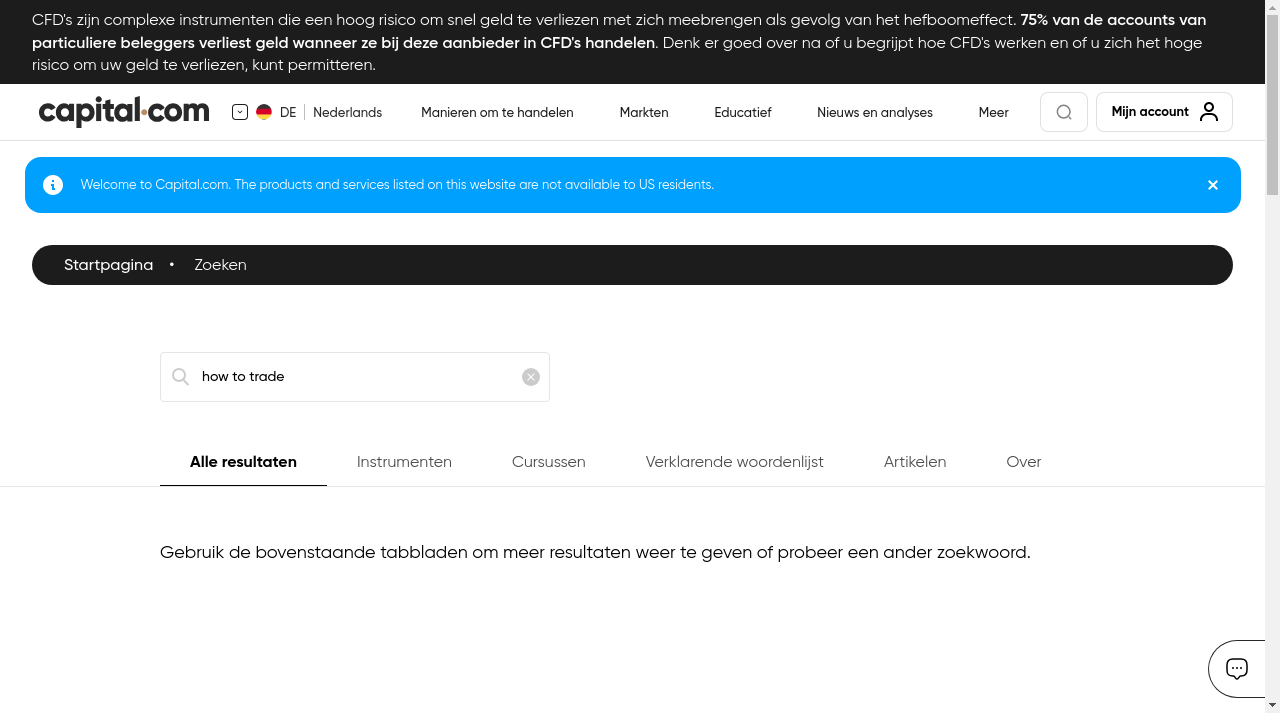 CFD's zijn complexe instrumenten die een hoog risico om snel geld te verliezen met zich meebrengen als gevolg van het hefboomeffect. 75% van de accounts van
particuliere beleggers verliest geld wanneer ze bij deze aanbieder in CFD's handelen. Denk er goed over na of u begrijpt hoe CFD's werken en of u zich het hoge
risico om uw geld te verliezen, kunt permitteren.
capital.com DE Nederlands Manieren om te handelen Markten Educatief Nieuws en analyses Meer Mijn account
Welcome to Capital.com. The products and services listed on this website are not available to US residents.
Startpagina • Zoeken
how to trade
Alle resultaten Instrumenten Cursussen Verklarende woordenlijst Artikelen Over
Gebruik de bovenstaande tabbladen om meer resultaten weer te geven of probeer een ander zoekwoord.